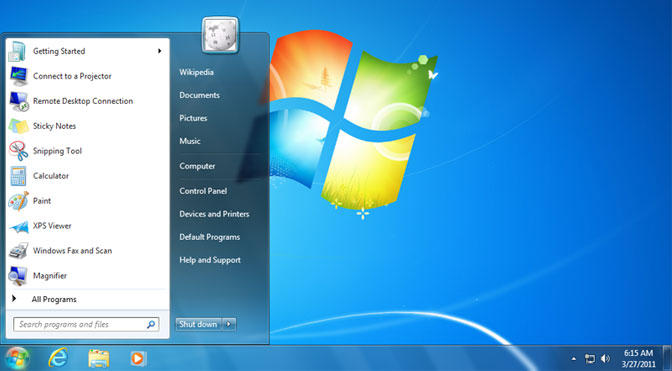 Getting Started
Connect to a Projector
Remote Desktop Connection
Sticky Notes
Snipping Tool
Calculator
Paint
XPS Viewer
Windows Fax and Scan
Magnifier
All Programs
Search programs and files
Wikipedia
Documents
Pictures
Music
Computer
Control Panel
Devices and Printers
Default Programs
Help and Support
Shut down
6:15 AM
3/27/2011